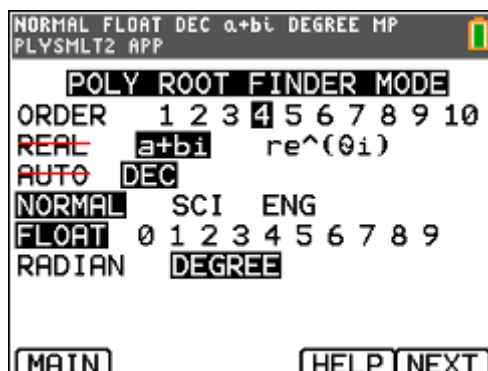 NORMAL FLOAT DEC a+bi DEGREE MP
PLYSMLT2 APP
POLY ROOT FINDER MODE
ORDER 1 2 3 4 5 6 7 8 9 10
REAL a+bi re^(θi)
AUTO DEC
NORMAL SCI ENG
FLOAT 0 1 2 3 4 5 6 7 8 9
RADIAN DEGREE
MAIN HELP NEXT